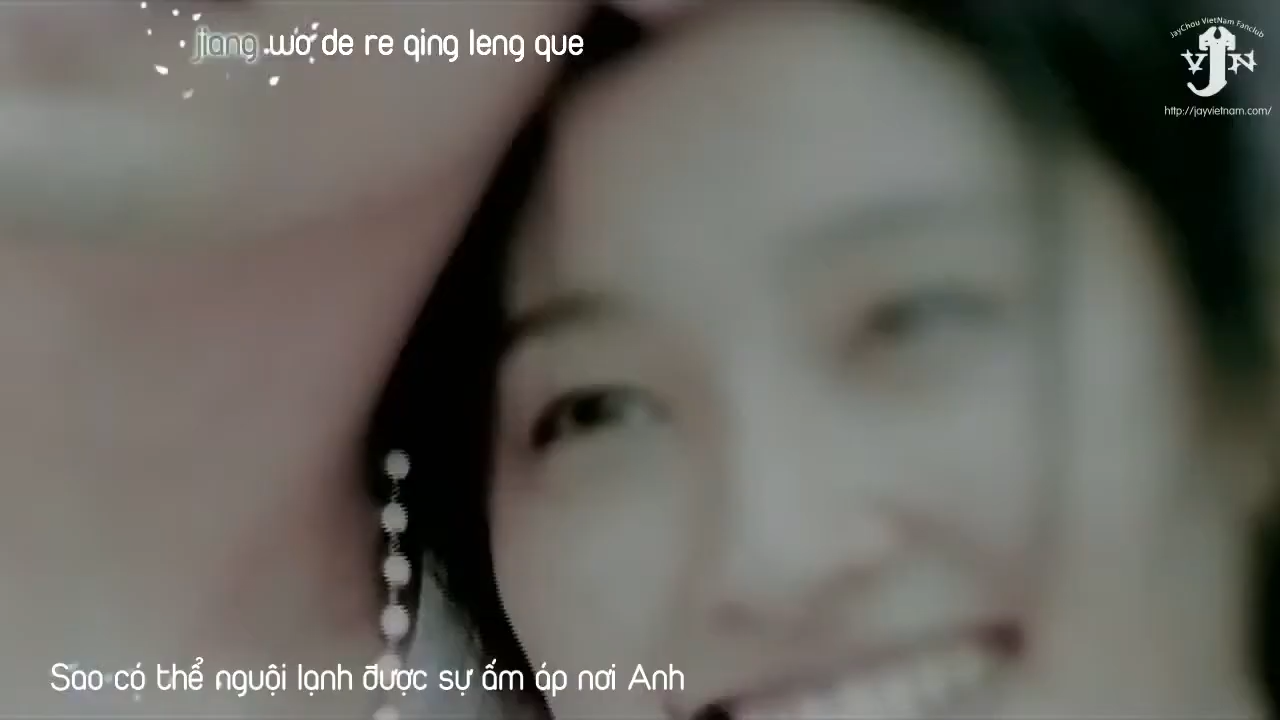 jiang wo de re qing leng que
JayChou VietNam Fanclub
V J N
http://jayvietnam.com/
Sao có thể nguội lạnh được sự ấm áp nơi Anh